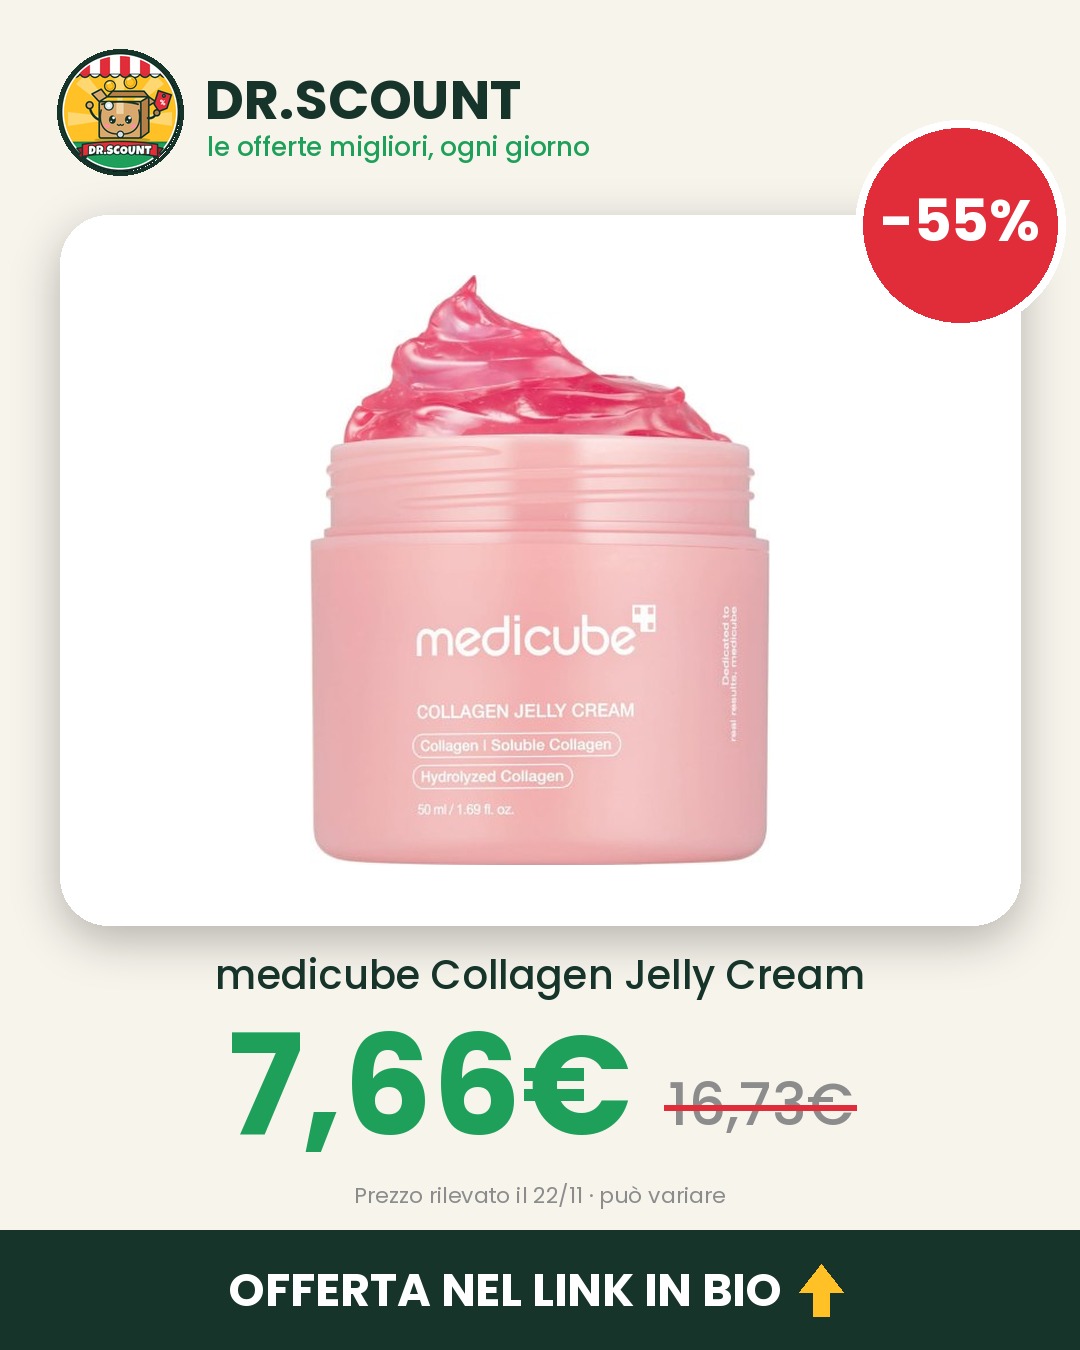 DR.SCOUNT
DR.SCOUNT
le offerte migliori, ogni giorno
%
-55%
medicube
COLLAGEN JELLY CREAM
Collagen | Soluble Collagen
Hydrolyzed Collagen
50 ml / 1.69 fl. oz.
Dedicated to
real results, medicube
medicube Collagen Jelly Cream
7,66€ 16,73€
Prezzo rilevato il 22/11 · può variare
OFFERTA NEL LINK IN BIO